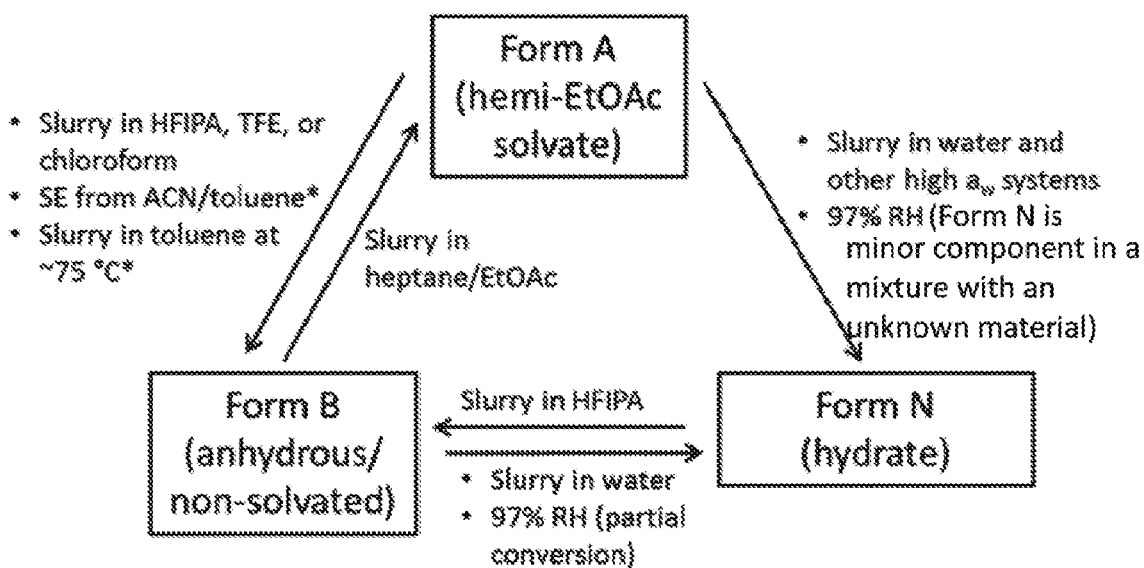 Form A
(hemi-EtOAc
solvate)
• Slurry in HFIPA, TFE, or
chloroform
• SE from ACN/toluene*
• Slurry in toluene at
~75 °C*
Slurry in
heptane/EtOAc
• Slurry in water and
other high a_w systems
• 97% RH (Form N is
minor component in a
mixture with an
unknown material)
Form B
(anhydrous/
non-solvated)
Slurry in HFIPA
• Slurry in water
• 97% RH (partial
conversion)
Form N
(hydrate)